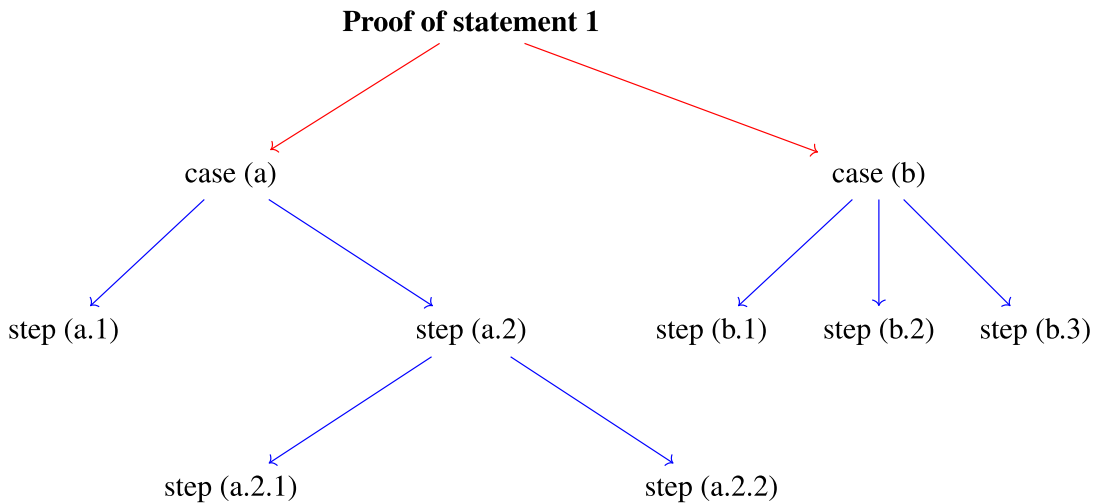 Proof of statement 1
case (a)
case (b)
step (a.1)
step (a.2)
step (b.1)
step (b.2)
step (b.3)
step (a.2.1)
step (a.2.2)